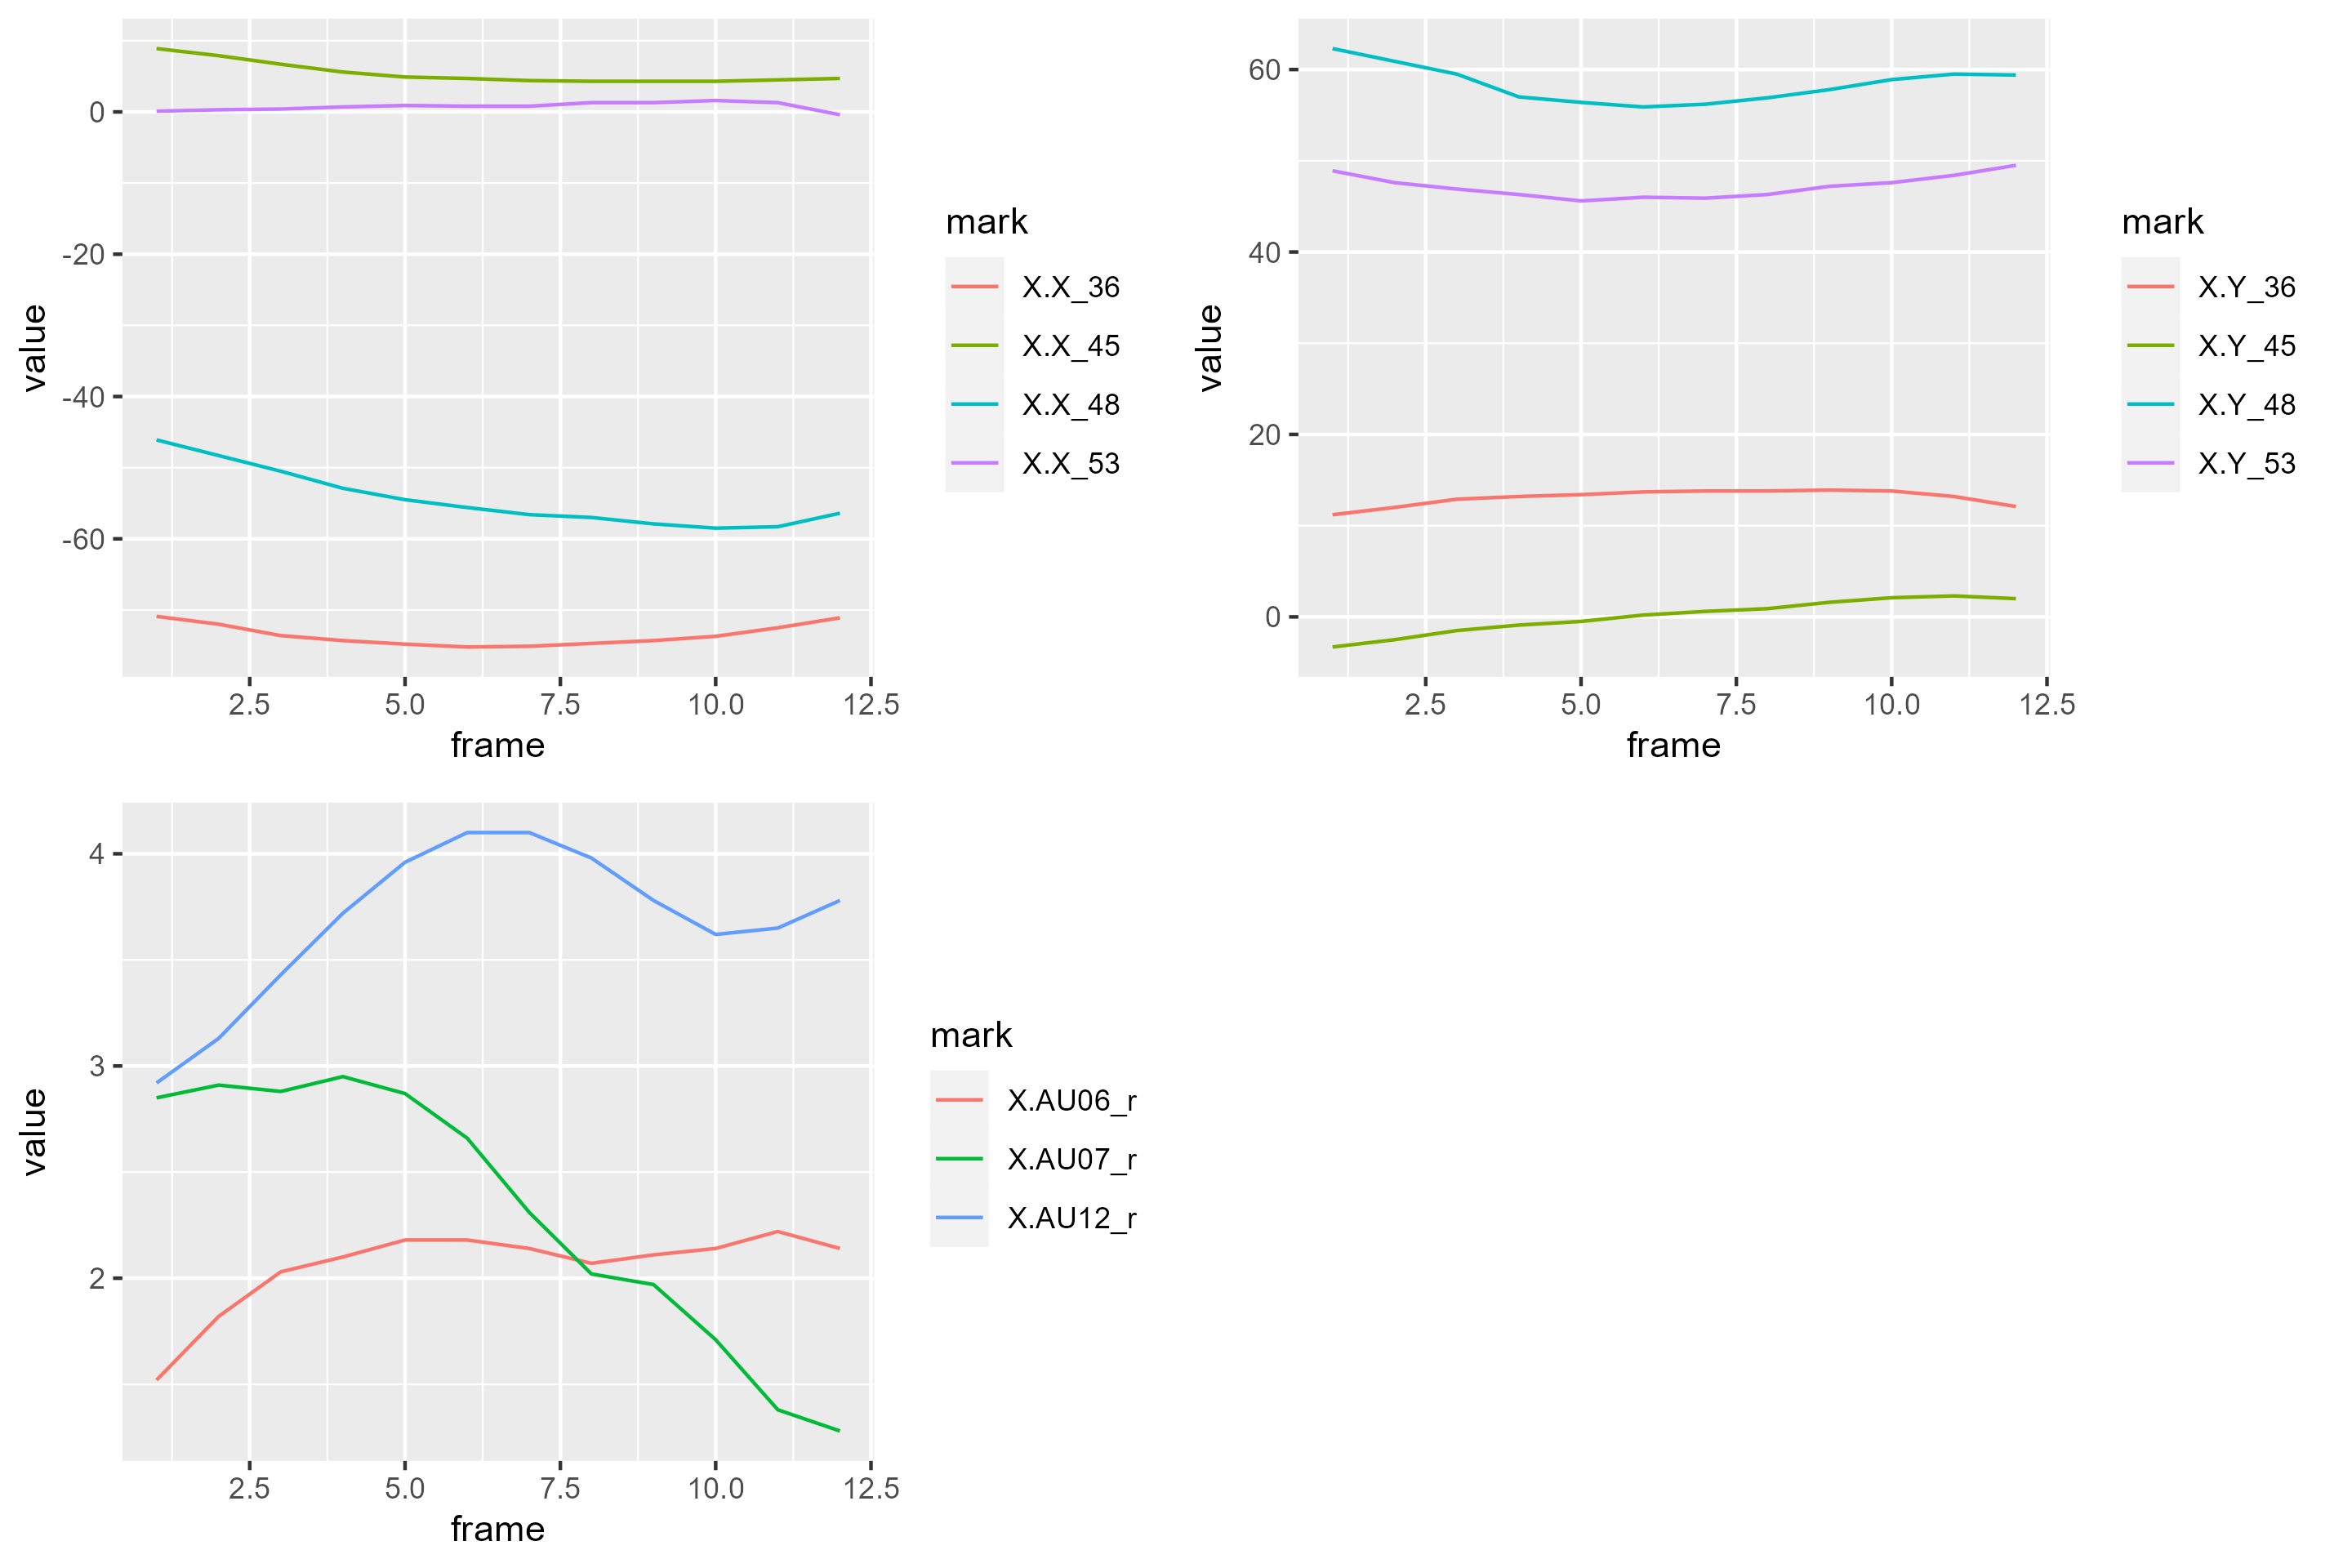 0
-20
-40
-60
value
2.5 5.0 7.5 10.0 12.5
frame
mark
X.X_36
X.X_45
X.X_48
X.X_53
60
40
20
0
value
2.5 5.0 7.5 10.0 12.5
frame
mark
X.Y_36
X.Y_45
X.Y_48
X.Y_53
4
3
2
value
2.5 5.0 7.5 10.0 12.5
frame
mark
X.AU06_r
X.AU07_r
X.AU12_r